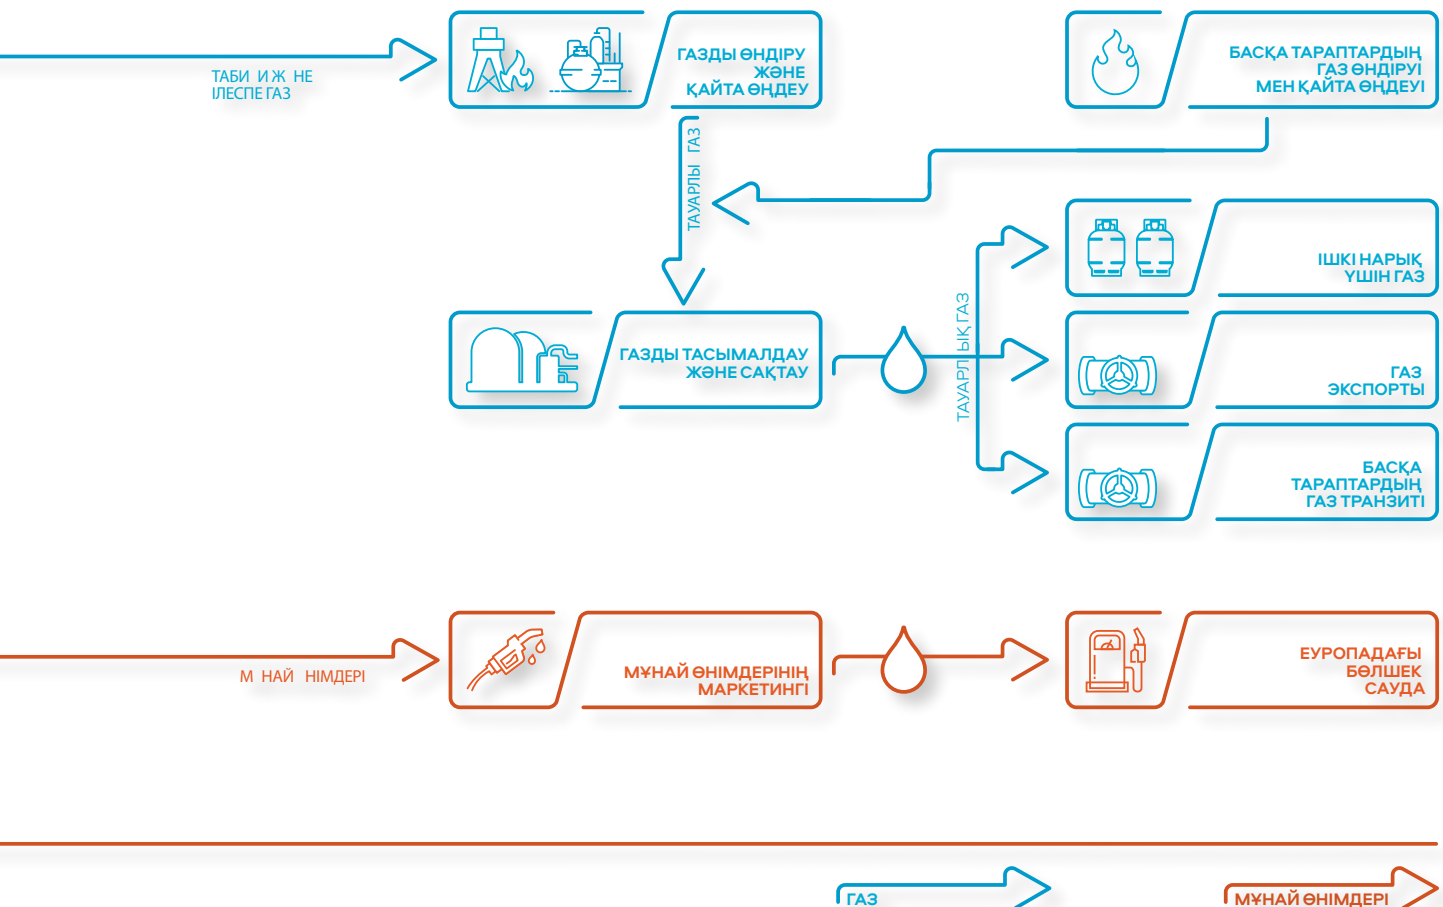 ТАБИ И Ж НЕ
ІЛЕСПЕ ГАЗ
ГАЗДЫ ӨНДІРУ
ЖӘНЕ
ҚАЙТА ӨҢДЕУ
БАСҚА ТАРАПТАРДЫҢ
ГАЗ ӨНДІРУІ
МЕН ҚАЙТА ӨҢДЕУІ
ТАУАРЛЫ ГАЗ
ІШКІ НАРЫҚ
ҮШІН ГАЗ
ГАЗДЫ ТАСЫМАЛДАУ
ЖӘНЕ САҚТАУ
ТАУАРЛ ЫҚ ГАЗ
ГАЗ
ЭКСПОРТЫ
БАСҚА
ТАРАПТАРДЫҢ
ГАЗ ТРАНЗИТІ
М НАЙ НІМДЕРІ
МҰНАЙ ӨНІМДЕРІНІҢ
МАРКЕТИНГІ
ЕУРОПАДАҒЫ
БӨЛШЕК
САУДА
ГАЗ
МҰНАЙ ӨНІМДЕРІ